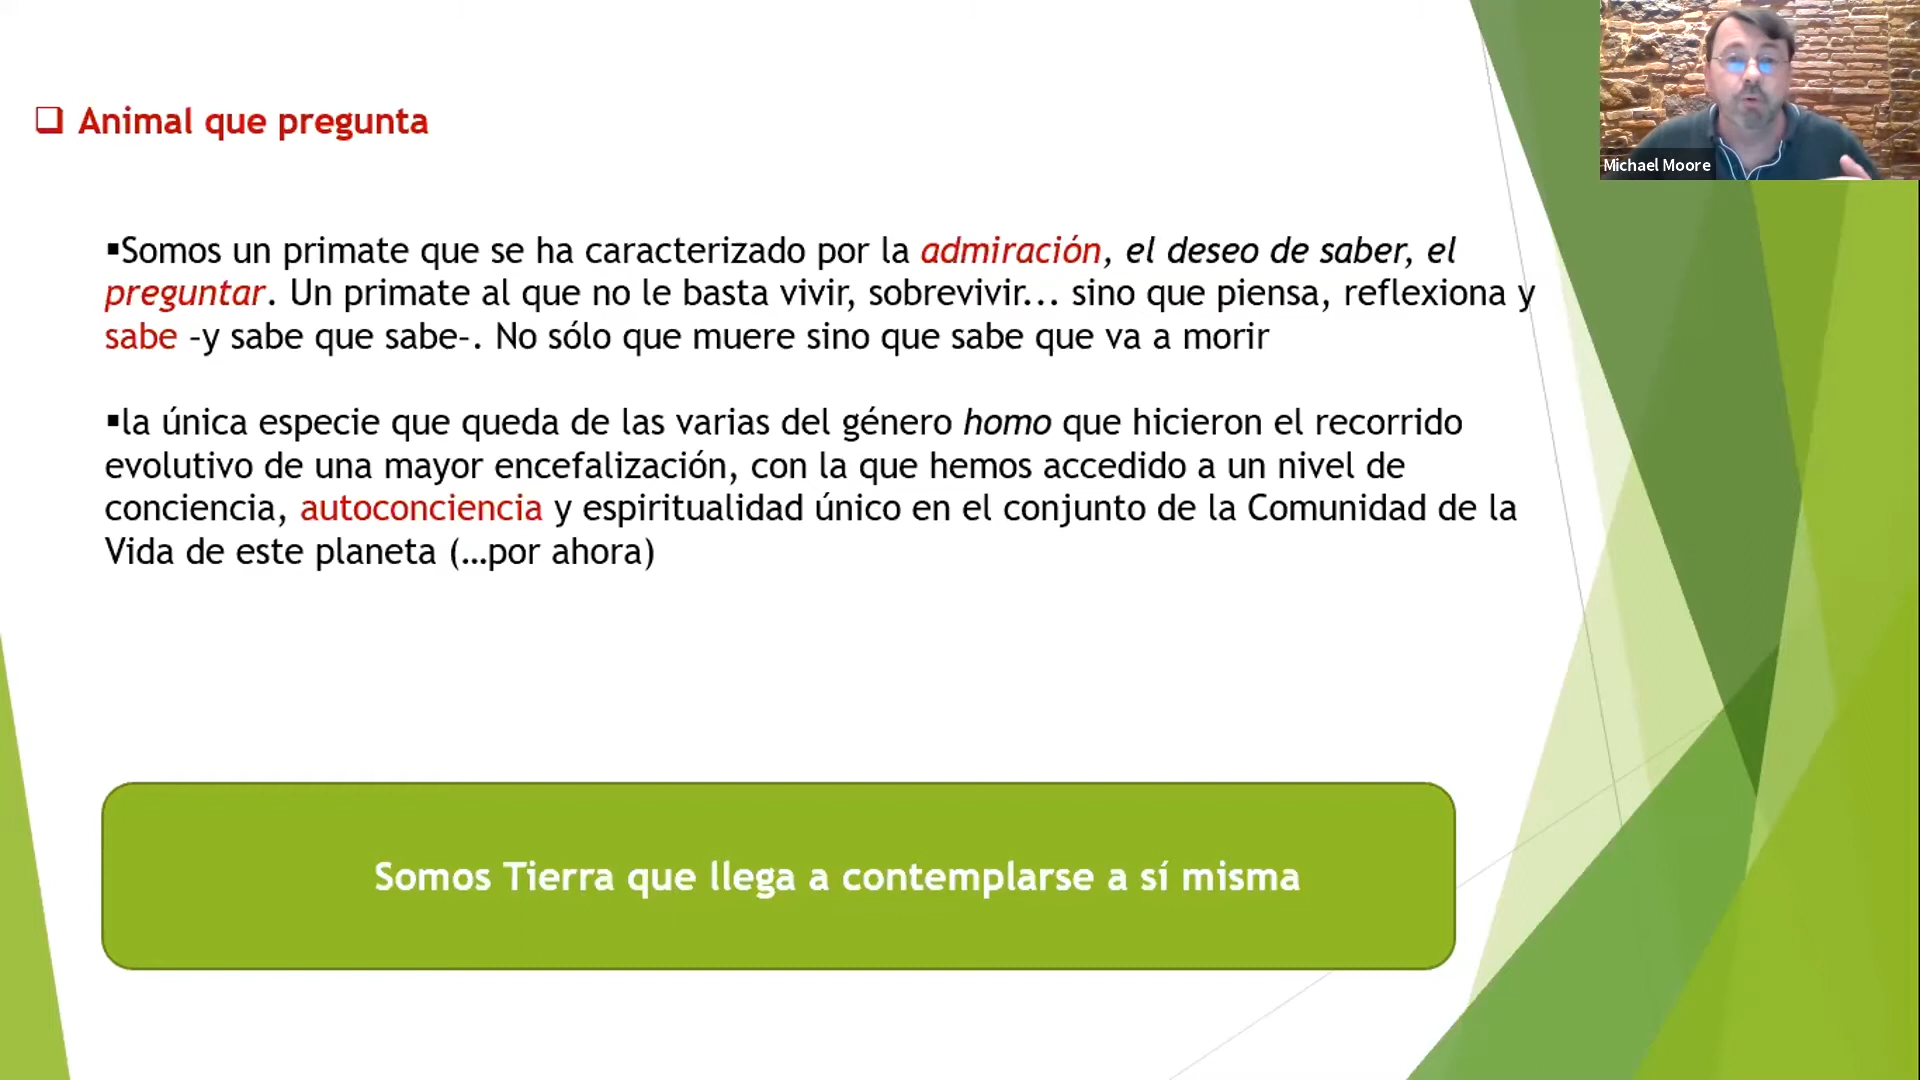 Animal que pregunta
Michael Moore
▪Somos un primate que se ha caracterizado por la admiración, el deseo de saber, el
preguntar. Un primate al que no le basta vivir, sobrevivir... sino que piensa, reflexiona y
sabe –y sabe que sabe–. No sólo que muere sino que sabe que va a morir
▪la única especie que queda de las varias del género homo que hicieron el recorrido
evolutivo de una mayor encefalización, con la que hemos accedido a un nivel de
conciencia, autoconciencia y espiritualidad único en el conjunto de la Comunidad de la
Vida de este planeta (…por ahora)
Somos Tierra que llega a contemplarse a sí misma